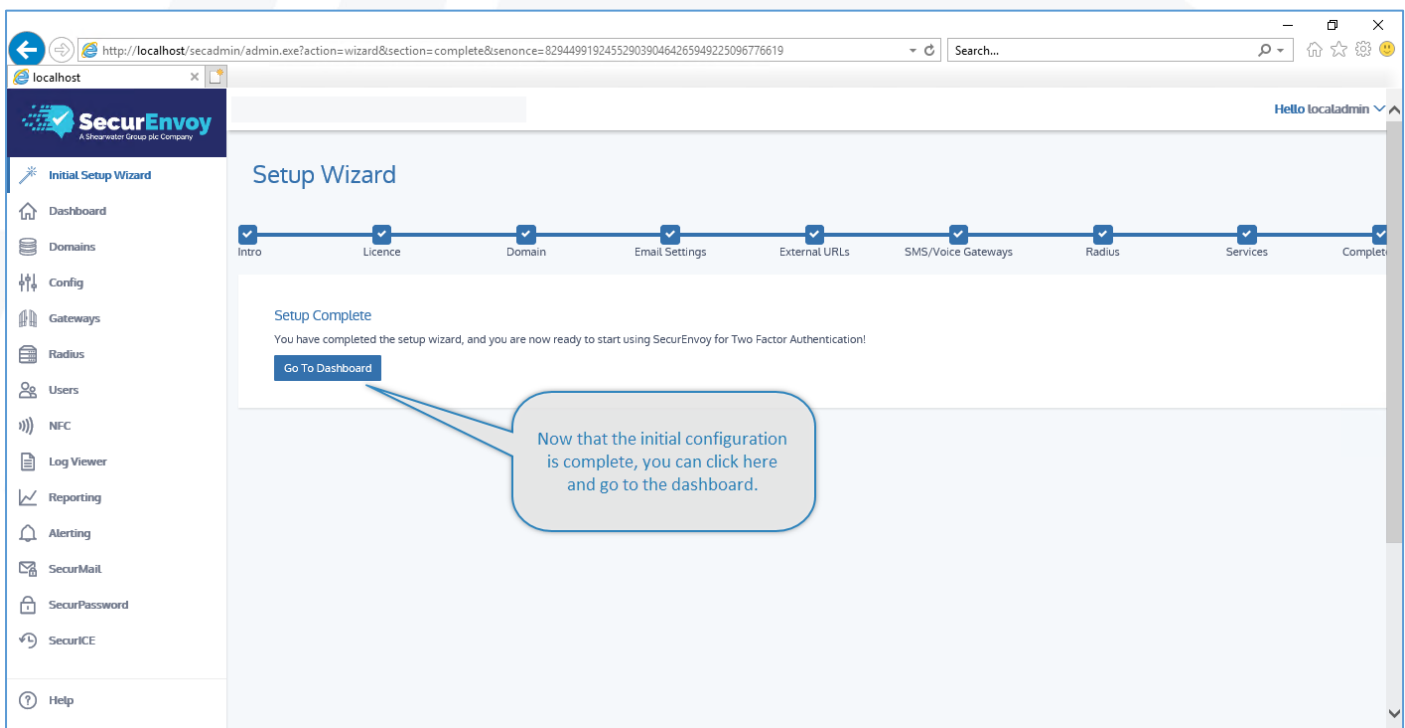 http://localhost/secadmin/admin.exe?action=wizard&section=complete&senonce=82944991924552903904642659492250967​76619
Search...
localhost
SecurEnvoy
A Shearwater Group plc Company
Hello localadmin
Initial Setup Wizard
Dashboard
Domains
Config
Gateways
Radius
Users
NFC
Log Viewer
Reporting
Alerting
SecurMail
SecurPassword
SecurICE
Help
Setup Wizard
Intro
Licence
Domain
Email Settings
External URLs
SMS/Voice Gateways
Radius
Services
Complet
Setup Complete
You have completed the setup wizard, and you are now ready to start using SecurEnvoy for Two Factor Authentication!
Go To Dashboard
Now that the initial configuration
is complete, you can click here
and go to the dashboard.